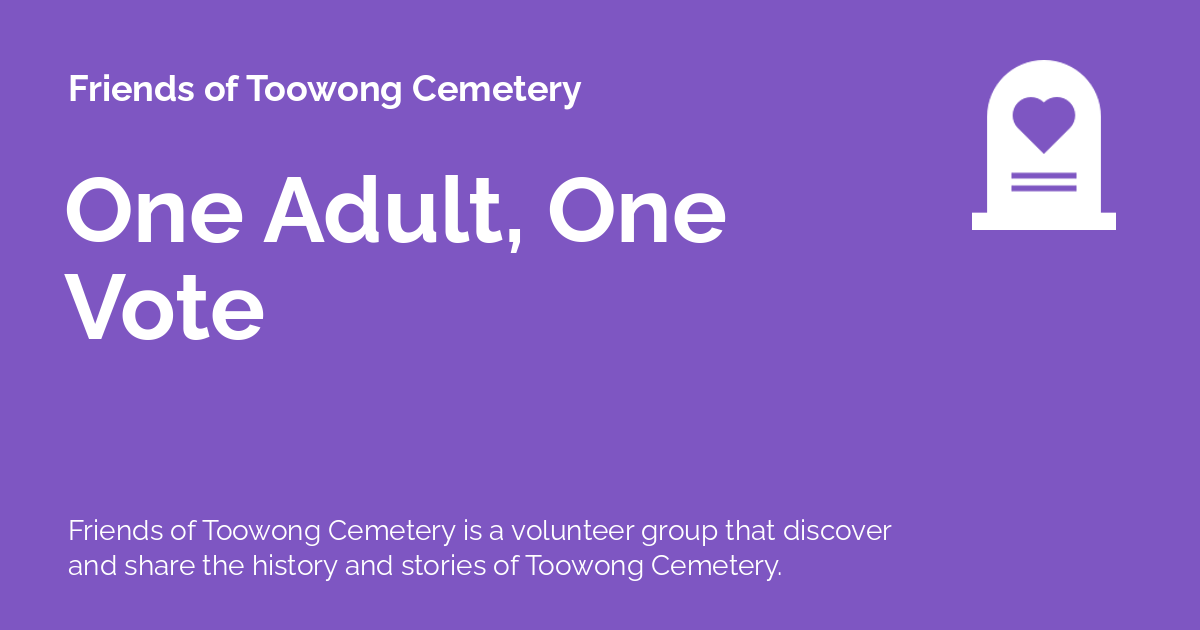 Friends of Toowong Cemetery
One Adult, One
Vote
Friends of Toowong Cemetery is a volunteer group that discover
and share the history and stories of Toowong Cemetery.